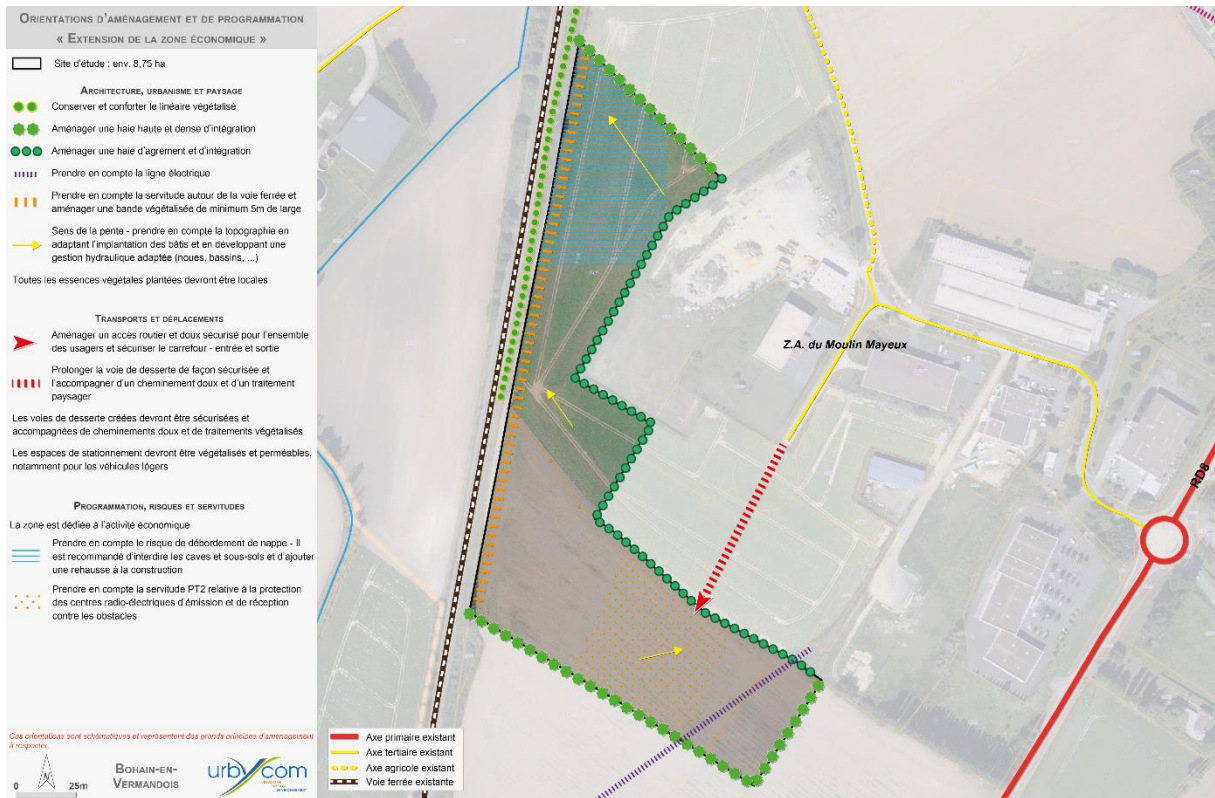 ORIENTATIONS D'AMÉNAGEMENT ET DE PROGRAMMATION
« EXTENSION DE LA ZONE ÉCONOMIQUE »
Site d'étude : env. 8,75 ha
ARCHITECTURE, URBANISME ET PAYSAGE
Conserver et conforter le linéaire végétalisé
Aménager une haie haute et dense d'intégration
Aménager une haie d'agrément et d'intégration
Prendre en compte la ligne électrique
Prendre en compte la servitude autour de la voie ferrée et
aménager une bande végétalisée de minimum 5m de large
Sens de la pente - prendre en compte la topographie en
adaptant l'implantation des bâtis et en développant une
gestion hydraulique adaptée (noues, bassins, ...)
Toutes les essences végétales plantées devront être locales
TRANSPORTS ET DÉPLACEMENTS
Aménager un accès routier et doux sécurisé pour l'ensemble
des usagers et sécuriser le carrefour - entrée et sortie
Prolonger la voie de desserte de façon sécurisée et
l'accompagner d'un cheminement doux et d'un traitement
paysager
Les voies de desserte créées devront être sécurisées et
accompagnées de cheminements doux et de traitements végétalisés
Les espaces de stationnement devront être végétalisés et perméables,
notamment pour les véhicules légers
PROGRAMMATION, RISQUES ET SERVITUDES
La zone est dédiée à l'activité économique
Prendre en compte le risque de débordement de nappe - Il
est recommandé d'interdire les caves et sous-sols et d'ajouter
une rehausse à la construction
Prendre en compte la servitude PT2 relative à la protection
des centres radio-électriques d'émission et de réception
contre les obstacles
Ces orientations sont schématiques et représentent des grands principes d'aménagement
à respecter.
N
0 25m
BOHAIN-EN-
VERMANDOIS
urbycom
Z.A. du Moulin Mayeux
RD8
Axe primaire existant
Axe tertiaire existant
Axe agricole existant
Voie ferrée existante